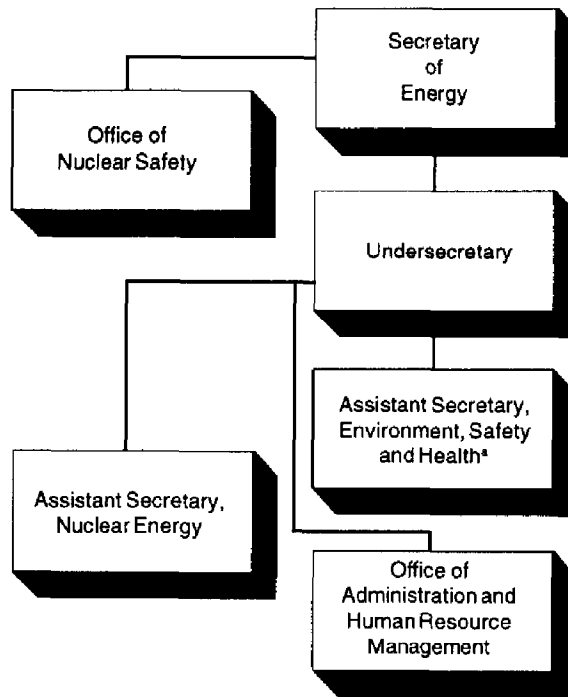 Secretary
of
Energy
Office of
Nuclear Safety
Undersecretary
Assistant Secretary,
Environment, Safety
and Healthª
Assistant Secretary,
Nuclear Energy
Office of
Administration and
Human Resource
Management